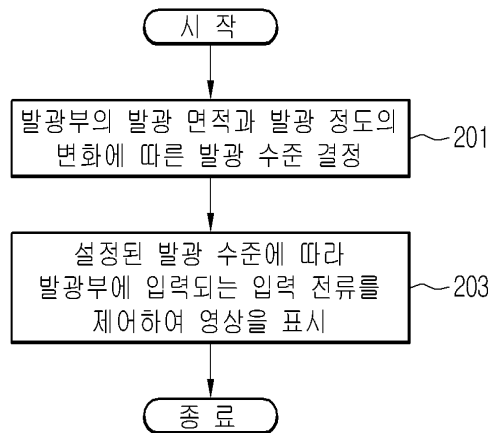 시 작
발광부의 발광 면적과 발광 정도의
변화에 따른 발광 수준 결정
201
설정된 발광 수준에 따라
발광부에 입력되는 입력 전류를
제어하여 영상을 표시
203
종 료